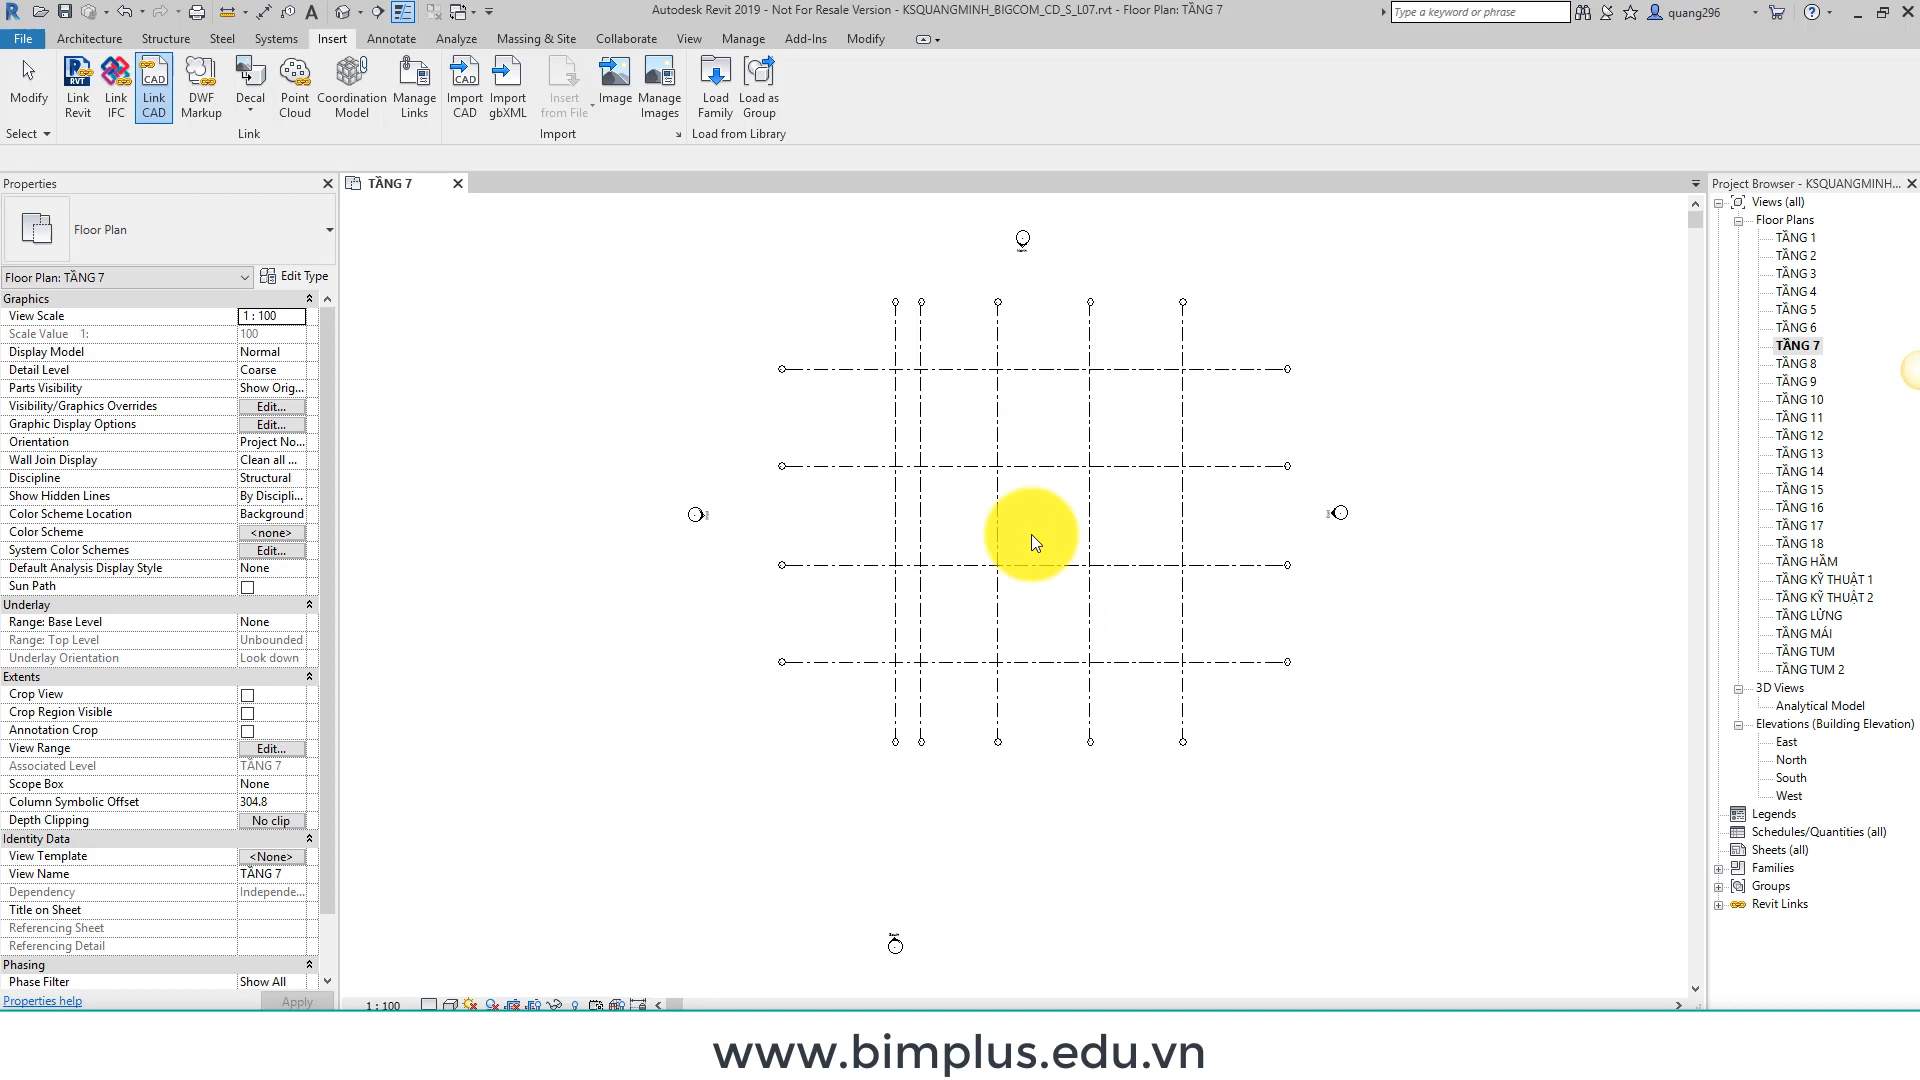 Autodesk Revit 2019 - Not For Resale Version - KSQUANGMINH_BIGCOM_CD_S_L07.rvt - Floor Plan: TẦNG 7
Type a keyword or phrase
quang296
File Architecture Structure Steel Systems Insert Annotate Analyze Massing & Site Collaborate View Manage Add-Ins Modify
Modify
Link Revit
Link IFC
Link CAD
DWF Markup
Decal
Point Cloud
Coordination Model
Manage Links
Import CAD
Import gbXML
Insert from File
Image
Manage Images
Load Family
Load as Group
Select
Link
Import
Load from Library
Properties
Floor Plan
Floor Plan: TẦNG 7
Edit Type
Graphics
View Scale 1 : 100
Scale Value 1: 100
Display Model Normal
Detail Level Coarse
Parts Visibility Show Orig...
Visibility/Graphics Overrides Edit...
Graphic Display Options Edit...
Orientation Project No...
Wall Join Display Clean all ...
Discipline Structural
Show Hidden Lines By Discipli...
Color Scheme Location Background
Color Scheme <none>
System Color Schemes Edit...
Default Analysis Display Style None
Sun Path
Underlay
Range: Base Level None
Range: Top Level Unbounded
Underlay Orientation Look down
Extents
Crop View
Crop Region Visible
Annotation Crop
View Range Edit...
Associated Level TẦNG 7
Scope Box None
Column Symbolic Offset 304.8
Depth Clipping No clip
Identity Data
View Template <None>
View Name TẦNG 7
Dependency Independe...
Title on Sheet
Referencing Sheet
Referencing Detail
Phasing
Phase Filter Show All
Properties help
Apply
TẦNG 7
North
South
1 : 100
Project Browser - KSQUANGMINH...
Views (all)
Floor Plans
TẦNG 1
TẦNG 2
TẦNG 3
TẦNG 4
TẦNG 5
TẦNG 6
TẦNG 7
TẦNG 8
TẦNG 9
TẦNG 10
TẦNG 11
TẦNG 12
TẦNG 13
TẦNG 14
TẦNG 15
TẦNG 16
TẦNG 17
TẦNG 18
TẦNG HẦM
TẦNG KỸ THUẬT 1
TẦNG KỸ THUẬT 2
TẦNG LỬNG
TẦNG MÁI
TẦNG TUM
TẦNG TUM 2
3D Views
Analytical Model
Elevations (Building Elevation)
East
North
South
West
Legends
Schedules/Quantities (all)
Sheets (all)
Families
Groups
Revit Links
www.bimplus.edu.vn